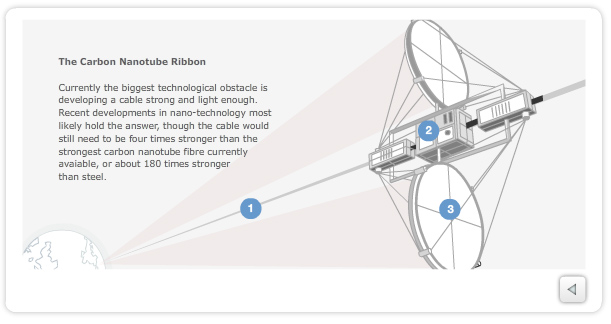 The Carbon Nanotube Ribbon
Currently the biggest technological obstacle is
developing a cable strong and light enough.
Recent developments in nano-technology most
likely hold the answer, though the cable would
still need to be four times stronger than the
strongest carbon nanotube fibre currently
avaiable, or about 180 times stronger
than steel.
2
1
3